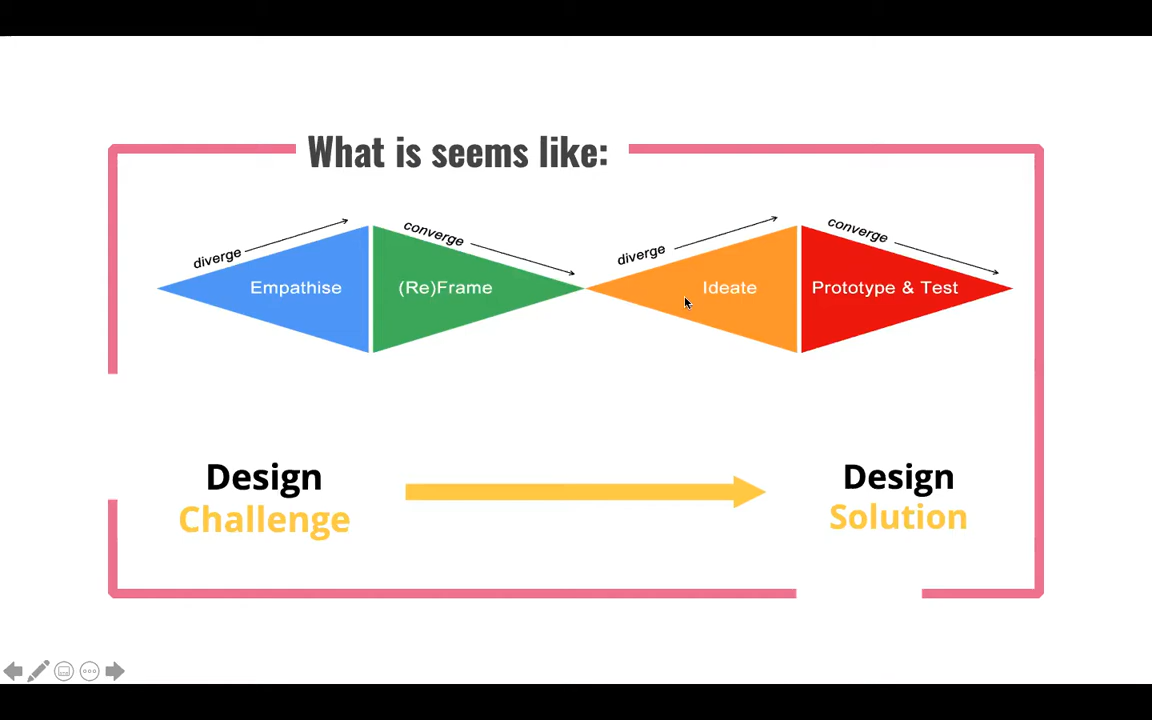 What is seems like:
diverge
converge
diverge
converge
Empathise
(Re)Frame
Ideate
Prototype & Test
Design
Challenge
Design
Solution